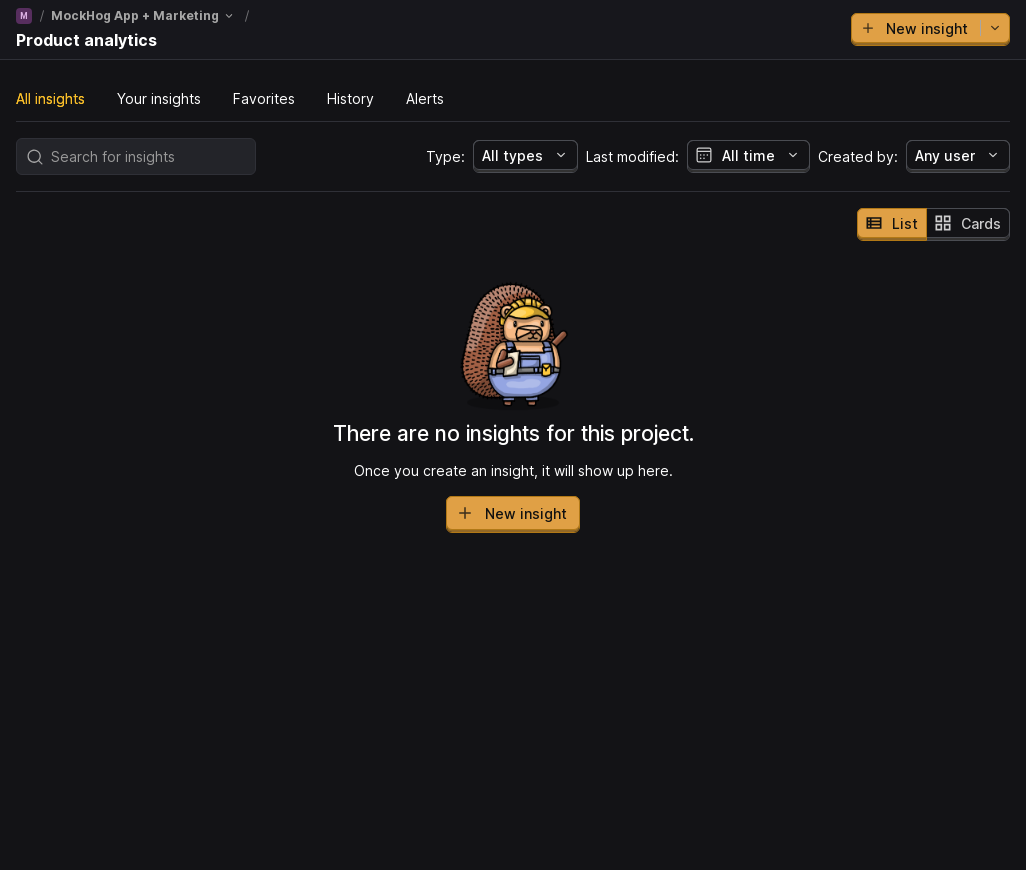 M / MockHog App + Marketing /
Product analytics
New insight
All insights Your insights Favorites History Alerts
Search for insights Type: All types Last modified: All time Created by: Any user
List Cards
There are no insights for this project.
Once you create an insight, it will show up here.
New insight